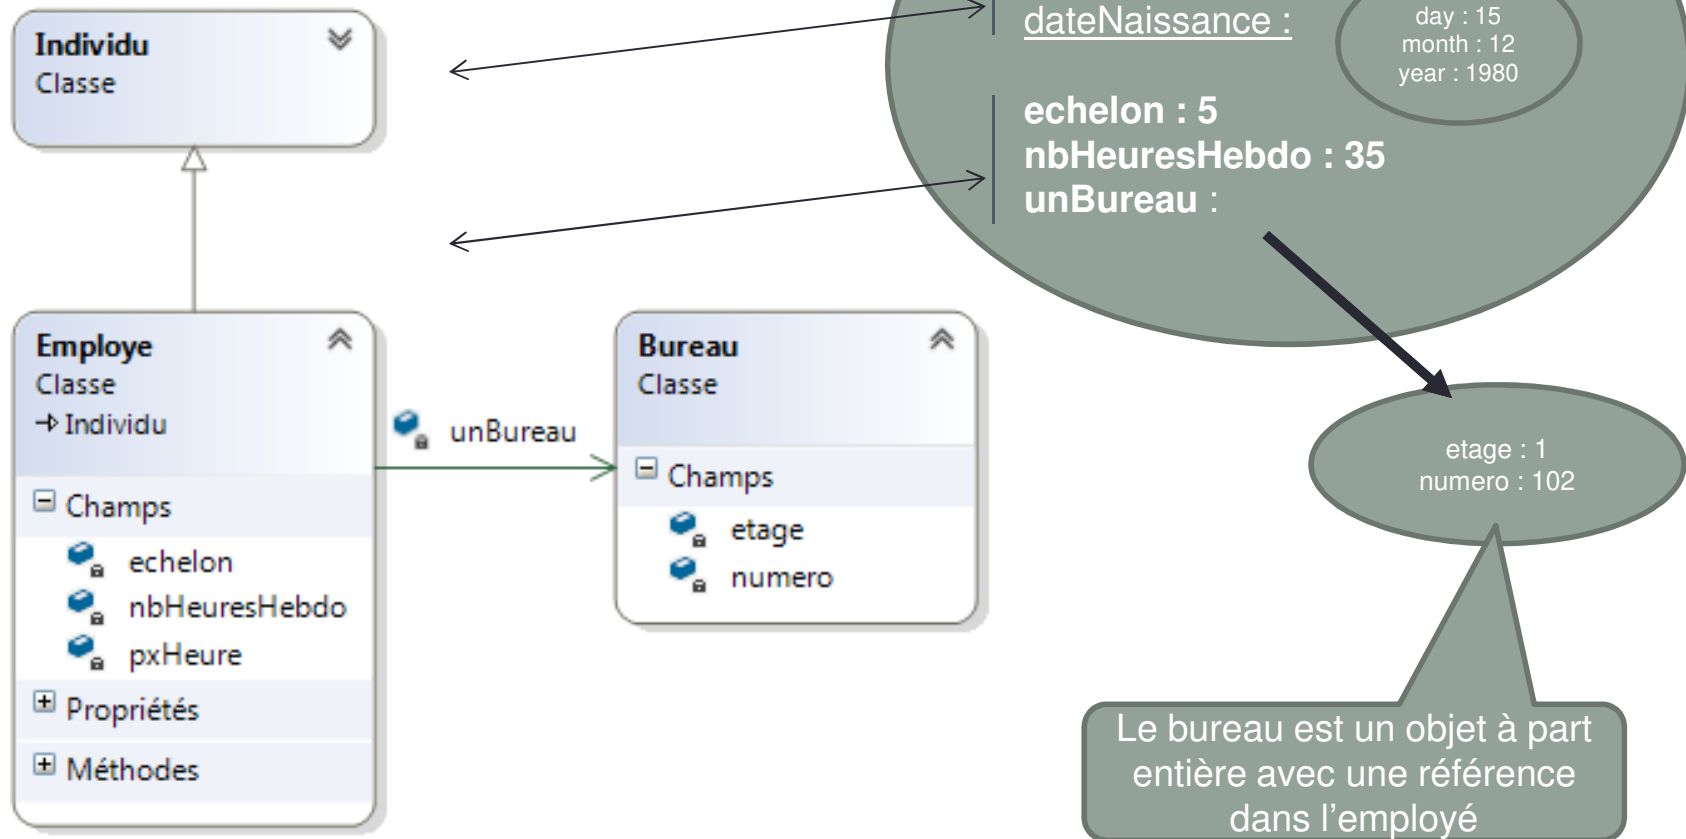 Individu
Classe
dateNaissance :
day : 15
month : 12
year : 1980
echelon : 5
nbHeuresHebdo : 35
unBureau :
Employe
Classe
Individu
Champs
echelon
nbHeuresHebdo
pxHeure
Propriétés
Méthodes
unBureau
Bureau
Classe
Champs
etage
numero
etage : 1
numero : 102
Le bureau est un objet à part
entière avec une référence
dans l'employé